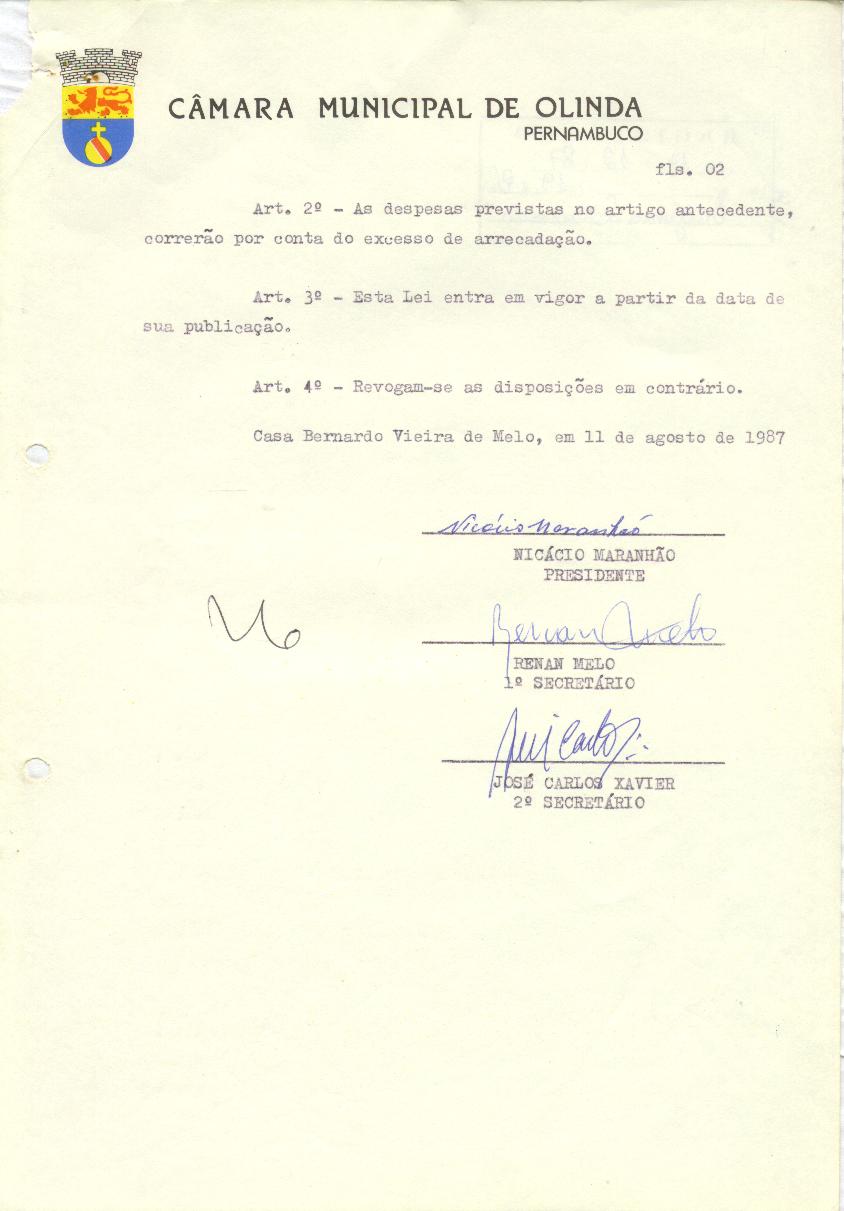 CÂMARA MUNICIPAL DE OLINDA
PERNAMBUCO
fls. 02
Art. 2º - As despesas previstas no artigo antecedente,
correrão por conta do excesso de arrecadação.
Art. 3º - Esta Lei entra em vigor a partir da data de
sua publicação.
Art. 4º - Revogam-se as disposições em contrário.
Casa Bernardo Vieira de Melo, em 11 de agosto de 1987
Nicácio Maranhão
NICÁCIO MARANHÃO
PRESIDENTE
Renan Melo
RENAN MELO
1º SECRETÁRIO
José Carlos
JOSÉ CARLOS XAVIER
2º SECRETÁRIO